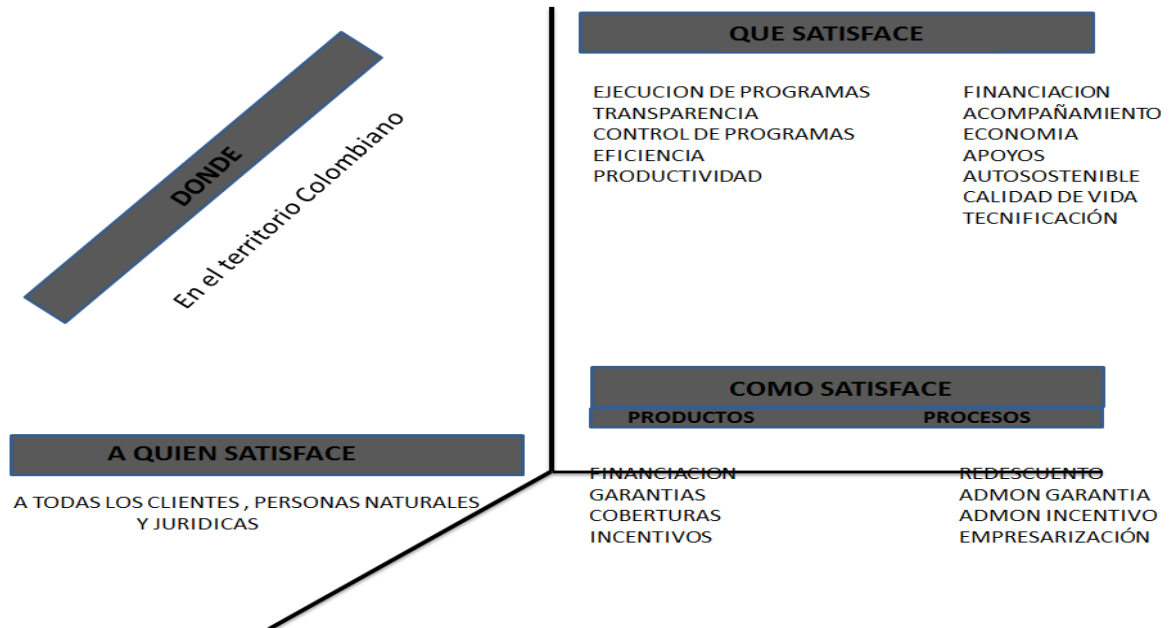 DONDE
En el territorio Colombiano
QUE SATISFACE
EJECUCION DE PROGRAMAS
TRANSPARENCIA
CONTROL DE PROGRAMAS
EFICIENCIA
PRODUCTIVIDAD
FINANCIACION
ACOMPAÑAMIENTO
ECONOMIA
APOYOS
AUTOSOSTENIBLE
CALIDAD DE VIDA
TECNIFICACIÓN
A QUIEN SATISFACE
A TODAS LOS CLIENTES , PERSONAS NATURALES
Y JURIDICAS
COMO SATISFACE
PRODUCTOS
FINANCIACION
GARANTIAS
COBERTURAS
INCENTIVOS
PROCESOS
REDESCUENTO
ADMON GARANTIA
ADMON INCENTIVO
EMPRESARIZACIÓN